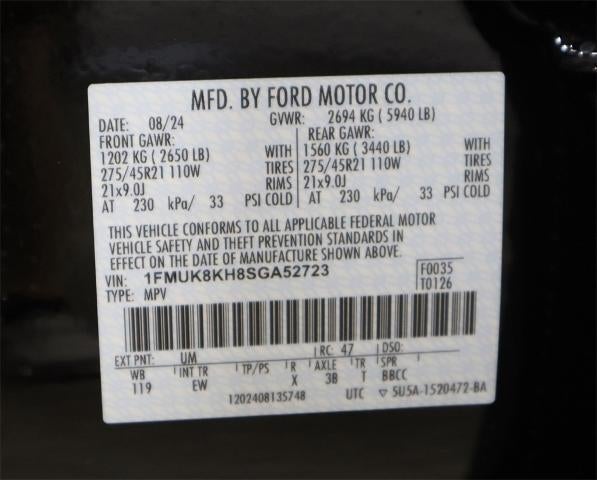 MFD. BY FORD MOTOR CO.
DATE: 08/24 GVWR: 2694 KG ( 5940 LB)
FRONT GAWR: REAR GAWR:
1202 KG ( 2650 LB) WITH 1560 KG ( 3440 LB) WITH
275/45R21 110W TIRES 275/45R21 110W TIRES
21x9.0J RIMS 21x9.0J RIMS
AT 230 kPa/ 33 PSI COLD AT 230 kPa/ 33 PSI COLD
THIS VEHICLE CONFORMS TO ALL APPLICABLE FEDERAL MOTOR
VEHICLE SAFETY AND THEFT PREVENTION STANDARDS IN
EFFECT ON THE DATE OF MANUFACTURE SHOWN ABOVE.
VIN: 1FMUK8KH8SGA52723 F0035
TYPE: MPV T0126
EXT PNT: UM RC: 47 DSO:
WB INT TR TP/PS R AXLE TR SPR
119 EW X 3B T BBCC
1202408135748 UTC ▽ 5U5A-1520472-BA